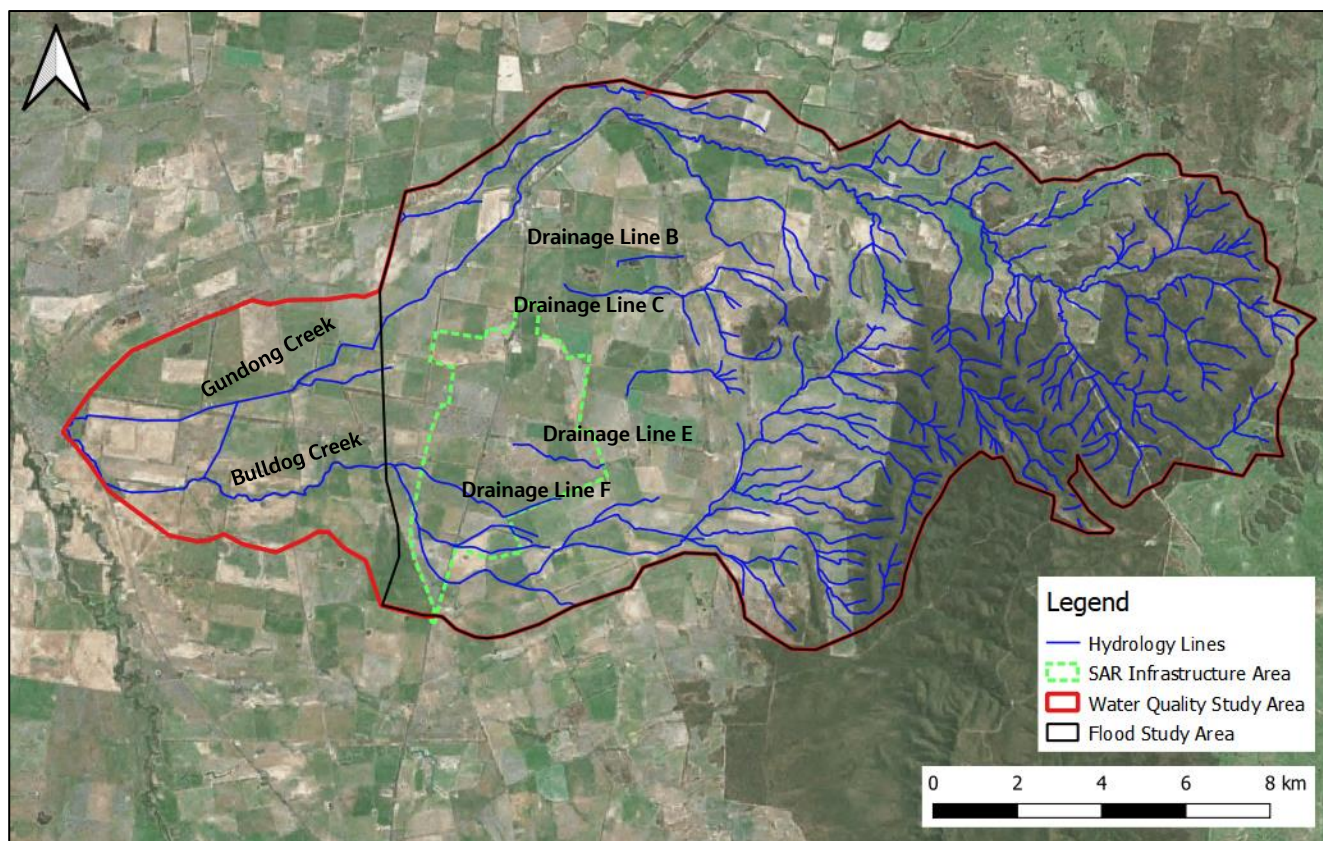 Drainage Line B
Drainage Line C
Gundong Creek
Drainage Line E
Bulldog Creek
Drainage Line F
Legend
Hydrology Lines
SAR Infrastructure Area
Water Quality Study Area
Flood Study Area
0 2 4 6 8 km